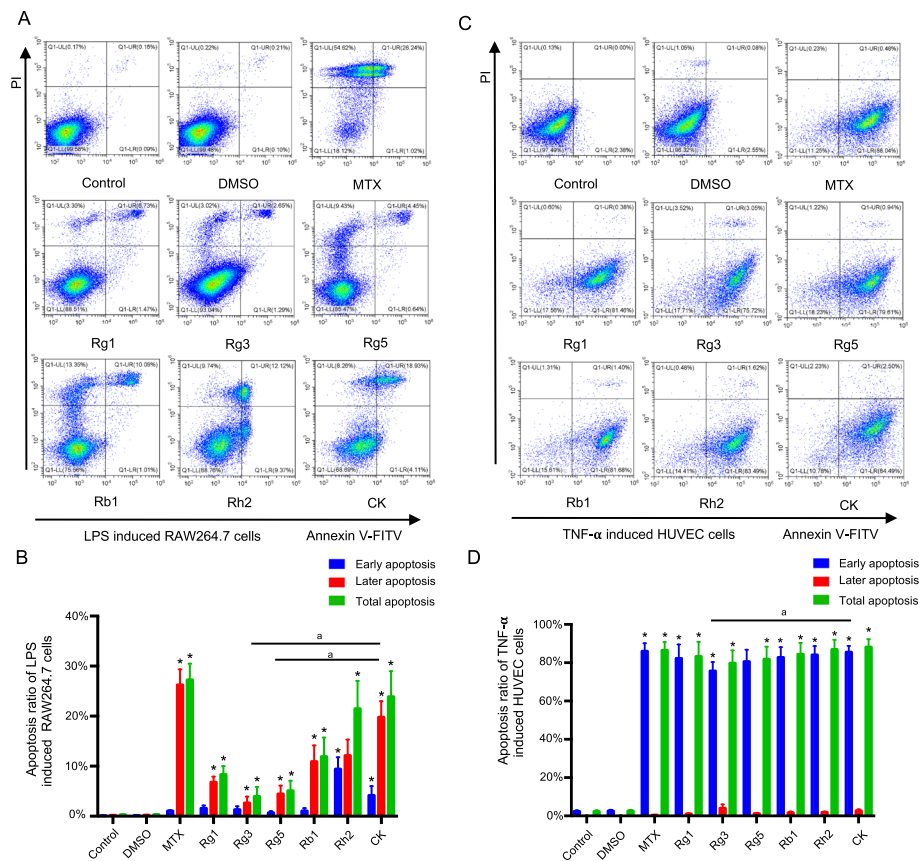 A
PI
Q1-UL(0.17%) Q1-UR(0.16%)
Q1-LL(99.58%) Q1-LR(0.09%)
Control
Q1-UL(0.22%) Q1-UR(0.21%)
Q1-LL(99.46%) Q1-LR(0.10%)
DMSO
Q1-UL(54.62%) Q1-UR(26.24%)
Q1-LL(18.12%) Q1-LR(1.02%)
MTX
Q1-UL(3.30%) Q1-UR(6.73%)
Q1-LL(88.51%) Q1-LR(1.47%)
Rg1
Q1-UL(3.02%) Q1-UR(2.65%)
Q1-LL(93.04%) Q1-LR(1.29%)
Rg3
Q1-UL(9.43%) Q1-UR(4.45%)
Q1-LL(85.47%) Q1-LR(0.64%)
Rg5
Q1-UL(13.35%) Q1-UR(10.09%)
Q1-LL(75.56%) Q1-LR(1.01%)
Rb1
Q1-UL(9.74%) Q1-UR(12.12%)
Q1-LL(68.76%) Q1-LR(9.37%)
Rh2
Q1-UL(8.26%) Q1-UR(18.93%)
Q1-LL(68.69%) Q1-LR(4.11%)
CK
LPS induced RAW264.7 cells Annexin V-FITV
C
PI
Q1-UL(0.13%) Q1-UR(0.00%)
Q1-LL(97.49%) Q1-LR(2.38%)
Control
Q1-UL(1.05%) Q1-UR(0.08%)
Q1-LL(96.32%) Q1-LR(2.55%)
DMSO
Q1-UL(0.23%) Q1-UR(0.48%)
Q1-LL(11.25%) Q1-LR(88.04%)
MTX
Q1-UL(0.60%) Q1-UR(0.38%)
Q1-LL(17.56%) Q1-LR(81.46%)
Rg1
Q1-UL(3.52%) Q1-UR(3.05%)
Q1-LL(17.71%) Q1-LR(75.72%)
Rg3
Q1-UL(1.22%) Q1-UR(0.94%)
Q1-LL(18.23%) Q1-LR(79.61%)
Rg5
Q1-UL(1.31%) Q1-UR(1.40%)
Q1-LL(15.61%) Q1-LR(81.68%)
Rb1
Q1-UL(0.48%) Q1-UR(1.62%)
Q1-LL(14.41%) Q1-LR(83.49%)
Rh2
Q1-UL(2.23%) Q1-UR(2.50%)
Q1-LL(10.78%) Q1-LR(84.49%)
CK
TNF-α induced HUVEC cells Annexin V-FITV
B
Early apoptosis
Later apoptosis
Total apoptosis
Apoptosis ratio of LPS
induced RAW264.7 cells
40%
30%
20%
10%
0
a
a
Control DMSO MTX Rg1 Rg3 Rg5 Rb1 Rh2 CK
D
Early apoptosis
Later apoptosis
Total apoptosis
Apoptosis ratio of TNF-α
induced HUVEC cells
100%
80%
60%
40%
20%
0
a
Control DMSO MTX Rg1 Rg3 Rg5 Rb1 Rh2 CK